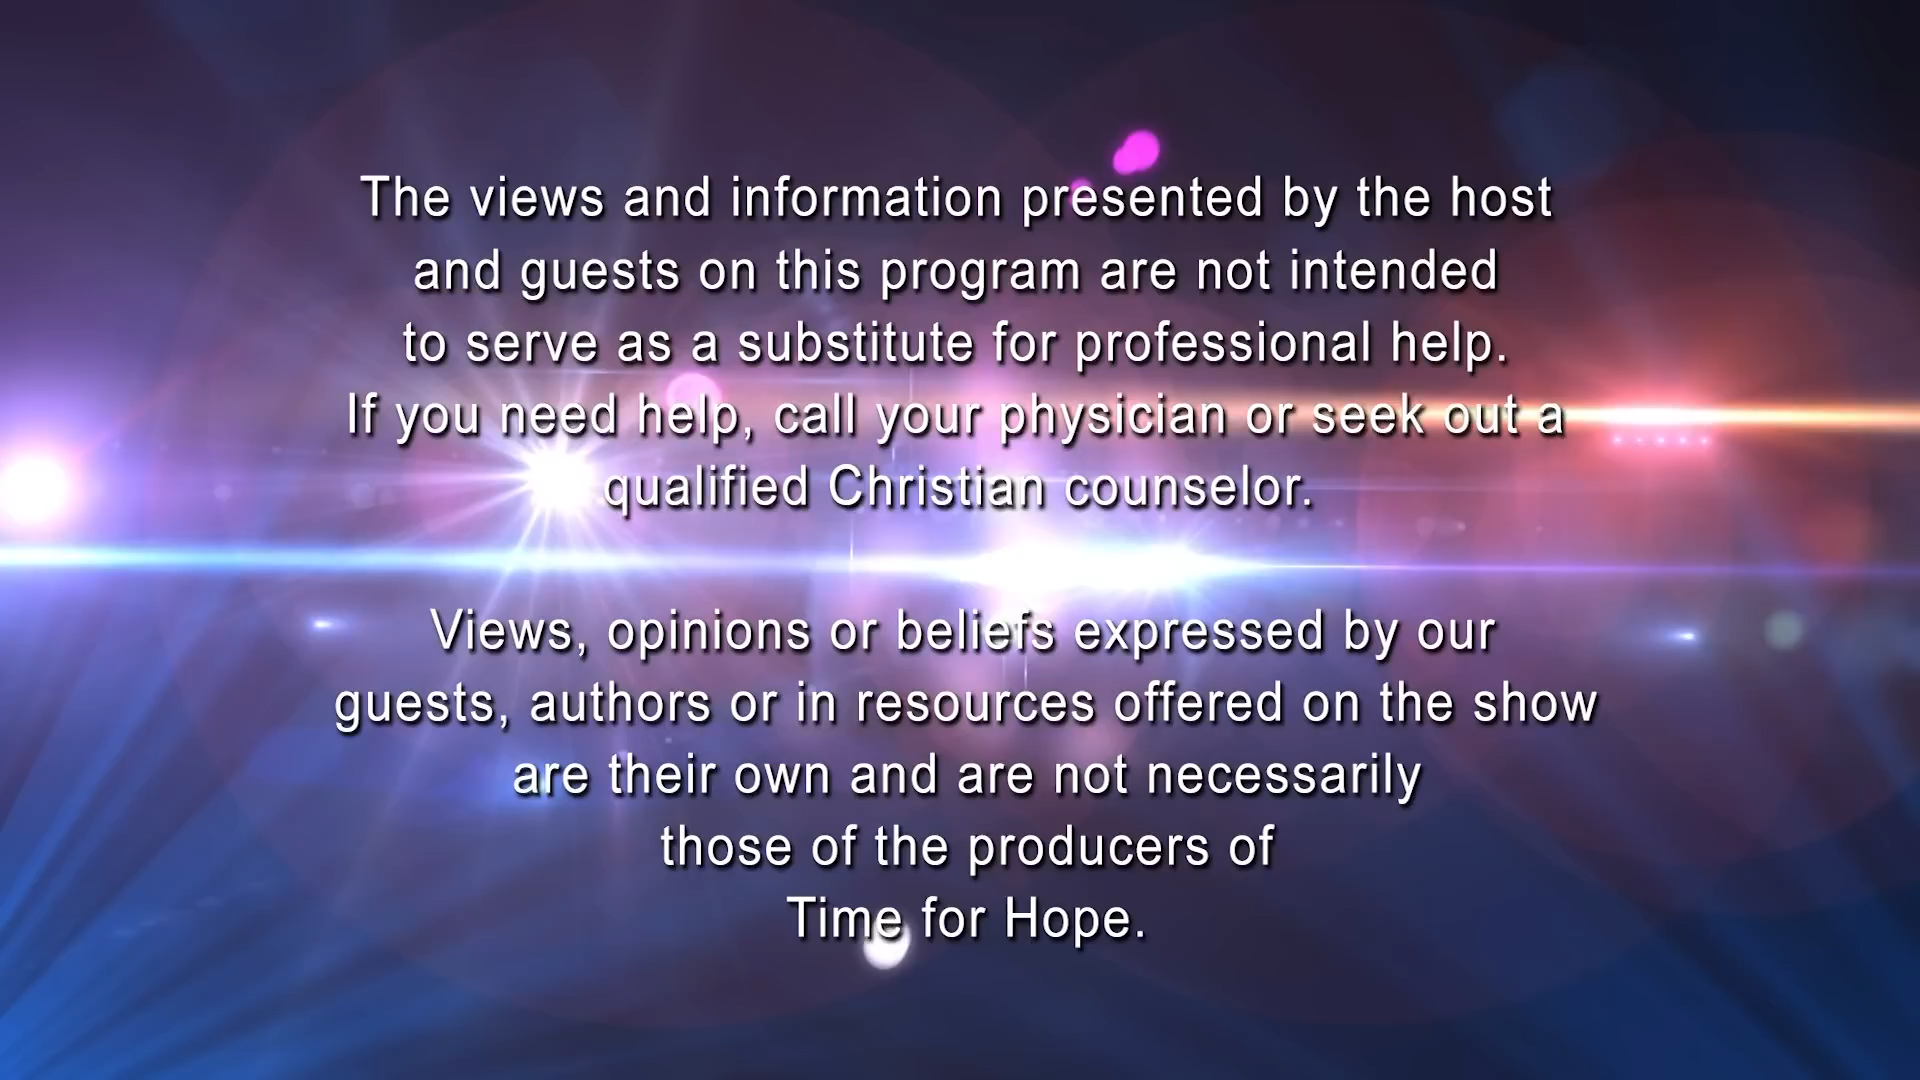 The views and information presented by the host
and guests on this program are not intended
to serve as a substitute for professional help.
If you need help, call your physician or seek out a
qualified Christian counselor.
Views, opinions or beliefs expressed by our
guests, authors or in resources offered on the show
are their own and are not necessarily
those of the producers of
Time for Hope.